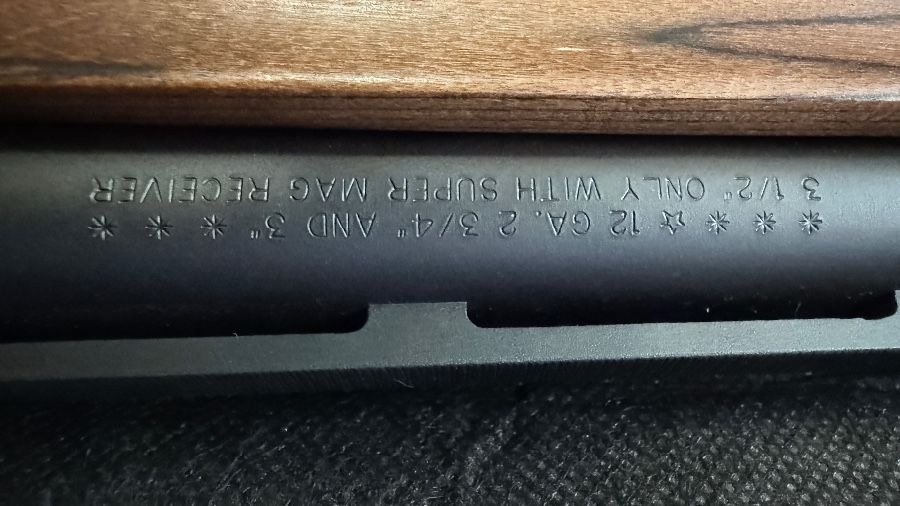 * * * ☆ 12 GA. 2 3/4" AND 3" * * *
3 1/2" ONLY WITH SUPER MAG RECEIVER